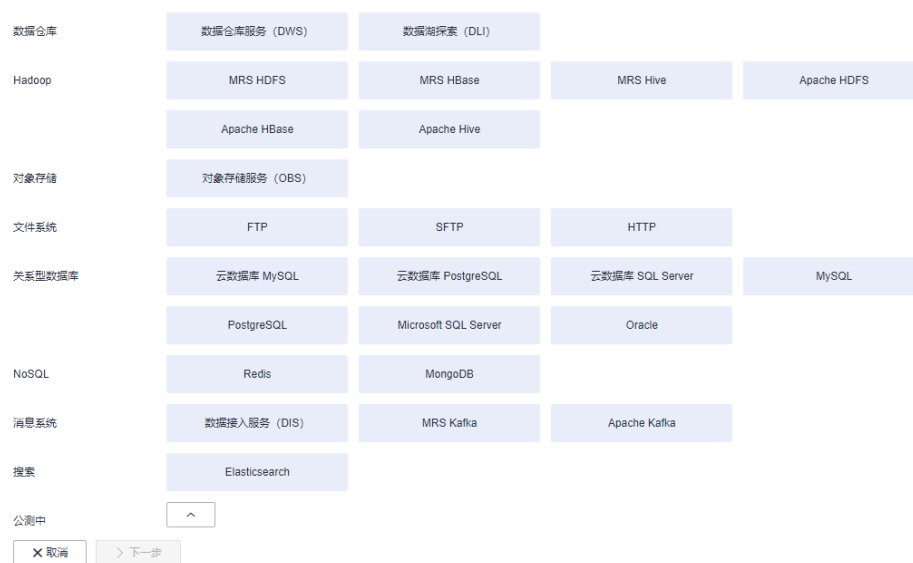 数据仓库 数据仓库服务（DWS） 数据湖探索（DLI）
Hadoop MRS HDFS MRS HBase MRS Hive Apache HDFS
Apache HBase Apache Hive
对象存储 对象存储服务（OBS）
文件系统 FTP SFTP HTTP
关系型数据库 云数据库 MySQL 云数据库 PostgreSQL 云数据库 SQL Server MySQL
PostgreSQL Microsoft SQL Server Oracle
NoSQL Redis MongoDB
消息系统 数据接入服务（DIS） MRS Kafka Apache Kafka
搜索 Elasticsearch
公测中
取消 下一步